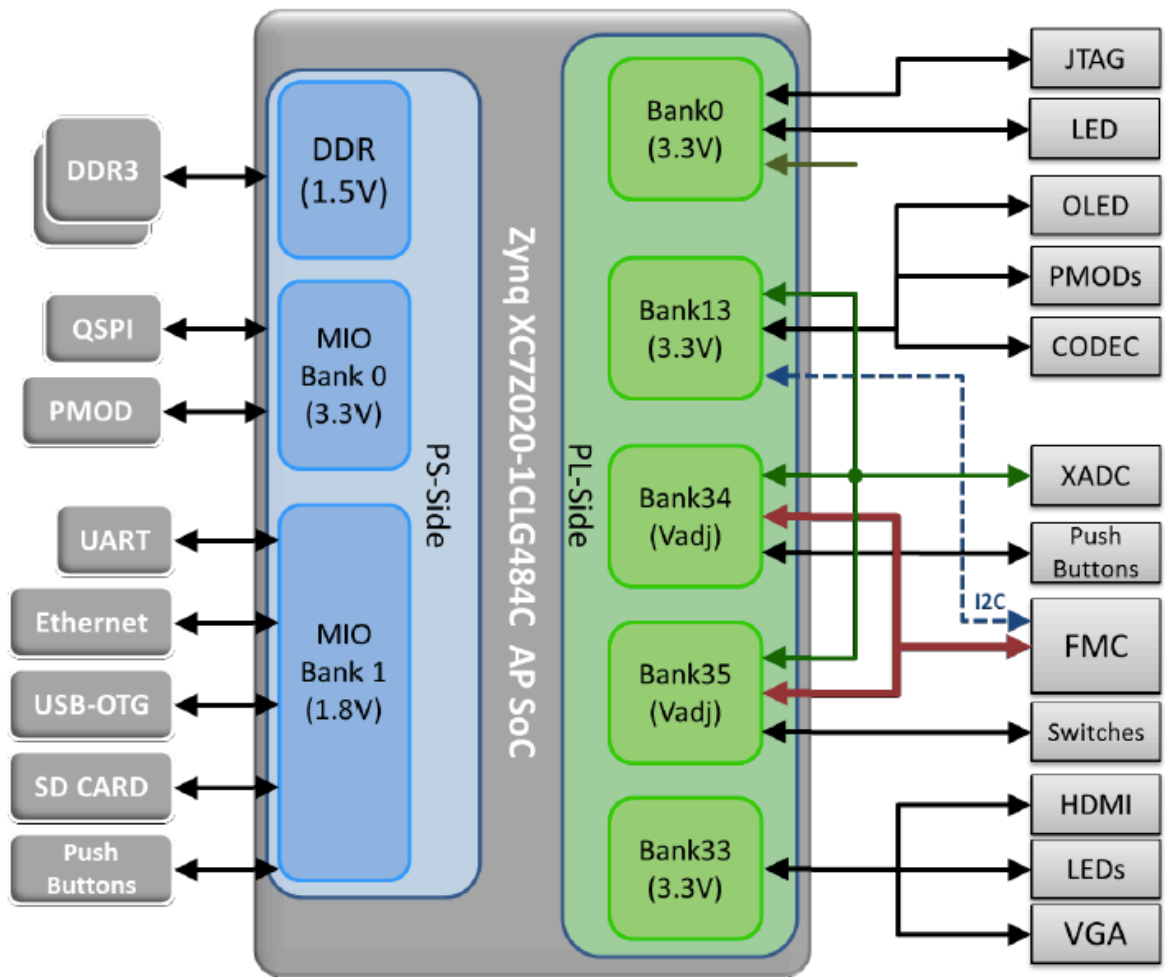 DDR3
QSPI
PMOD
UART
Ethernet
USB-OTG
SD CARD
Push
Buttons
DDR
(1.5V)
MIO
Bank 0
(3.3V)
MIO
Bank 1
(1.8V)
PS-Side
Zynq XC7Z020-1CLG484C AP SoC
PL-Side
Bank0
(3.3V)
Bank13
(3.3V)
Bank34
(Vadj)
Bank35
(Vadj)
Bank33
(3.3V)
JTAG
LED
OLED
PMODs
CODEC
XADC
Push
Buttons
I2C
FMC
Switches
HDMI
LEDs
VGA